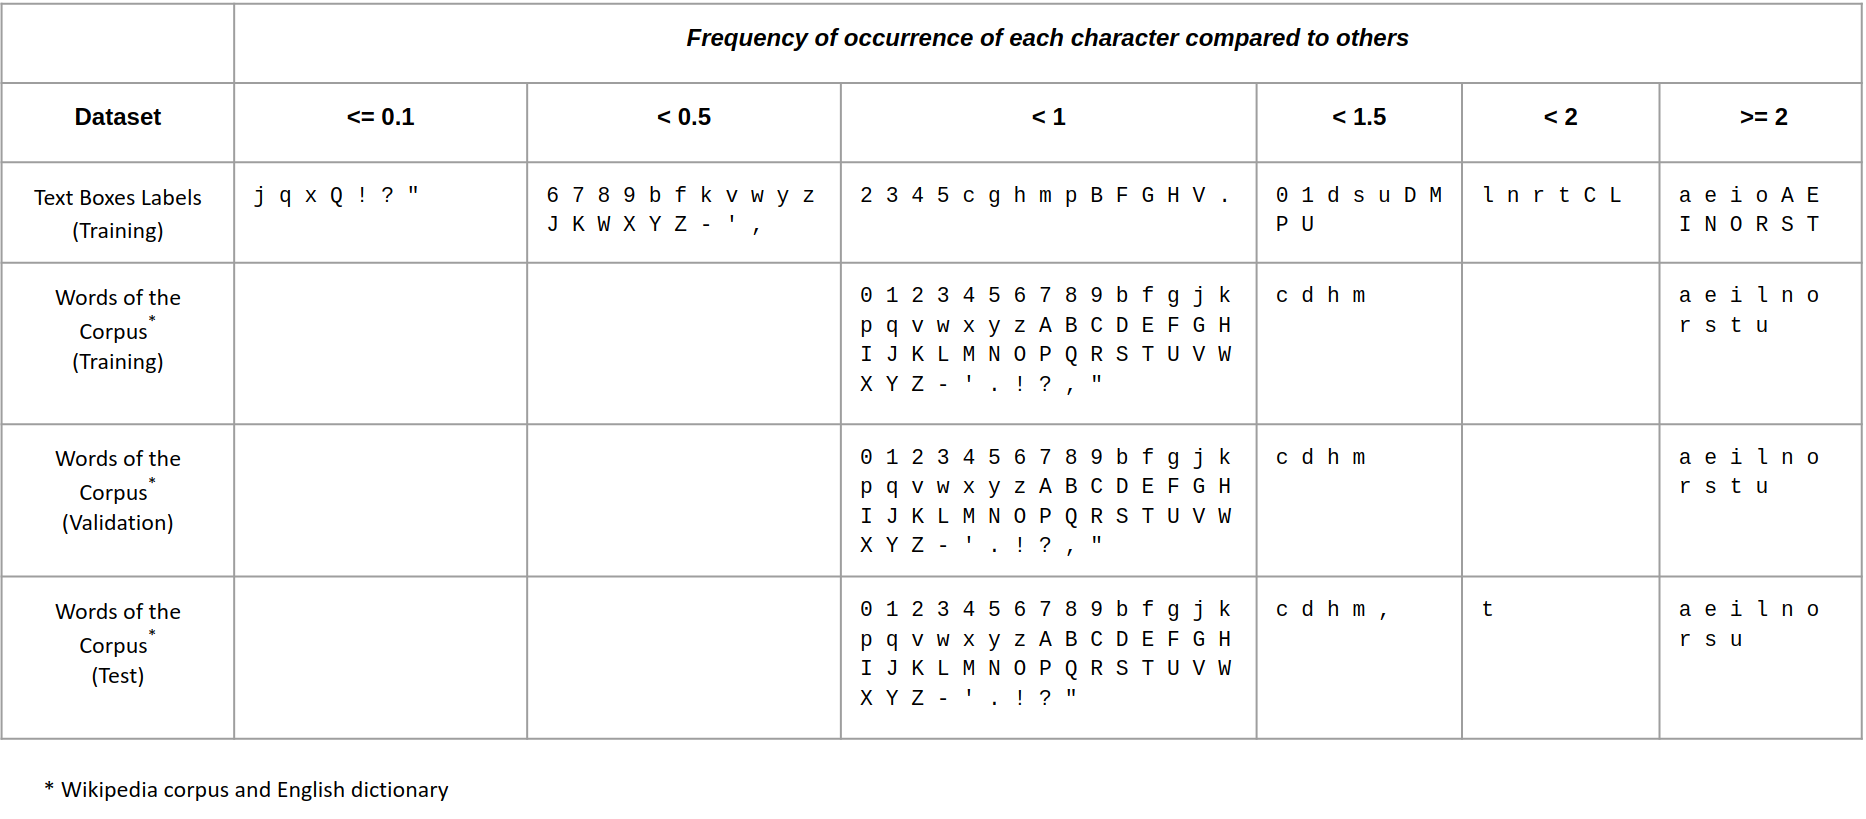 Frequency of occurrence of each character compared to others
Dataset <= 0.1 < 0.5 < 1 < 1.5 < 2 >= 2
Text Boxes Labels
(Training)
j q x Q ! ? "
6 7 8 9 b f k v w y z
J K W X Y Z - ' ,
2 3 4 5 c g h m p B F G H V .
0 1 d s u D M
P U
l n r t C L
a e i o A E
I N O R S T
Words of the
Corpus*
(Training)
0 1 2 3 4 5 6 7 8 9 b f g j k
p q v w x y z A B C D E F G H
I J K L M N O P Q R S T U V W
X Y Z - ' . ! ? , "
c d h m
a e i l n o
r s t u
Words of the
Corpus*
(Validation)
0 1 2 3 4 5 6 7 8 9 b f g j k
p q v w x y z A B C D E F G H
I J K L M N O P Q R S T U V W
X Y Z - ' . ! ? , "
c d h m
a e i l n o
r s t u
Words of the
Corpus*
(Test)
0 1 2 3 4 5 6 7 8 9 b f g j k
p q v w x y z A B C D E F G H
I J K L M N O P Q R S T U V W
X Y Z - ' . ! ? "
c d h m ,
t
a e i l n o
r s u
* Wikipedia corpus and English dictionary